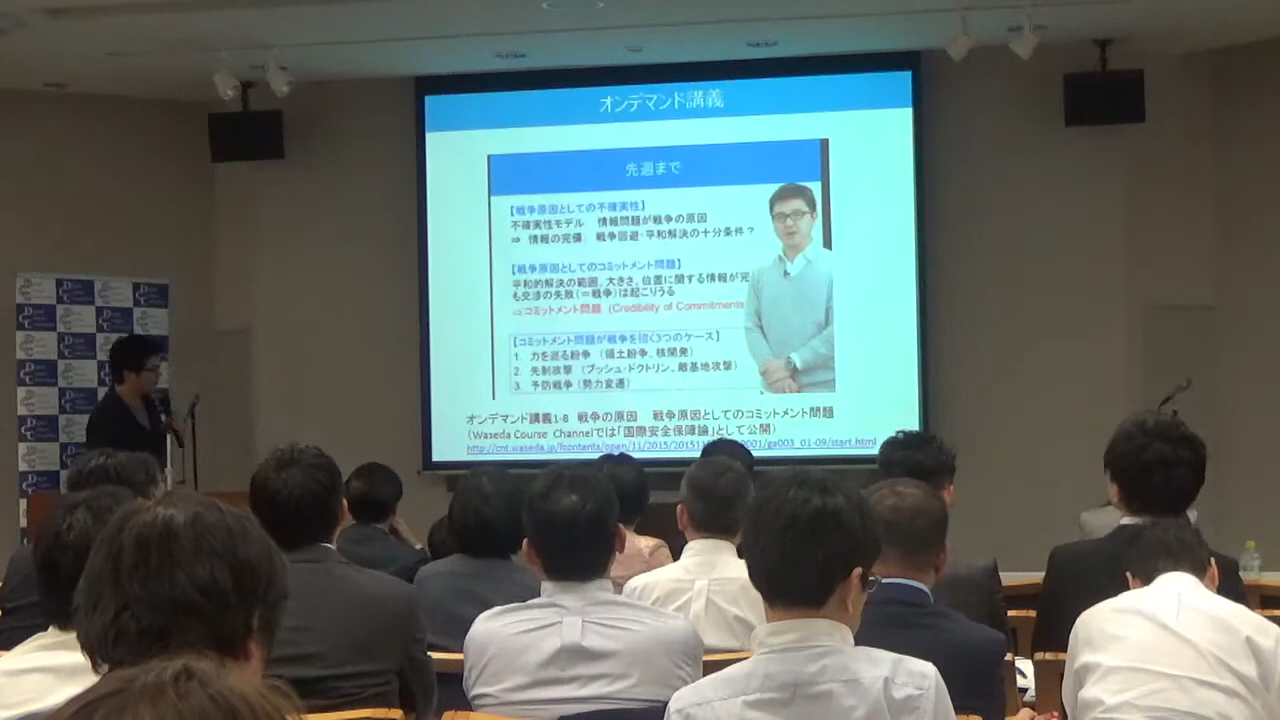 オンデマンド講義
先週まで
【戦争原因としての不確実性】
不確実性モデル 情報問題が戦争の原因
⇒ 情報の完備: 戦争回避・平和解決の十分条件？
【戦争原因としてのコミットメント問題】
平和的解決の範囲、大きさ、位置に関する情報が完
も交渉の失敗(＝戦争)は起こりうる
⇒コミットメント問題 (Credibility of Commitments
【コミットメント問題が戦争を招く3つのケース】
1. 力を巡る紛争 (領土紛争、核開発)
2. 先制攻撃 (ブッシュ・ドクトリン、敵基地攻撃)
3. 予防戦争 (勢力変遷)
オンデマンド講義1-8 戦争の原因 戦争原因としてのコミットメント問題
(Waseda Course Channelでは「国際安全保障論」として公開)
/ga003_01-09/start.html